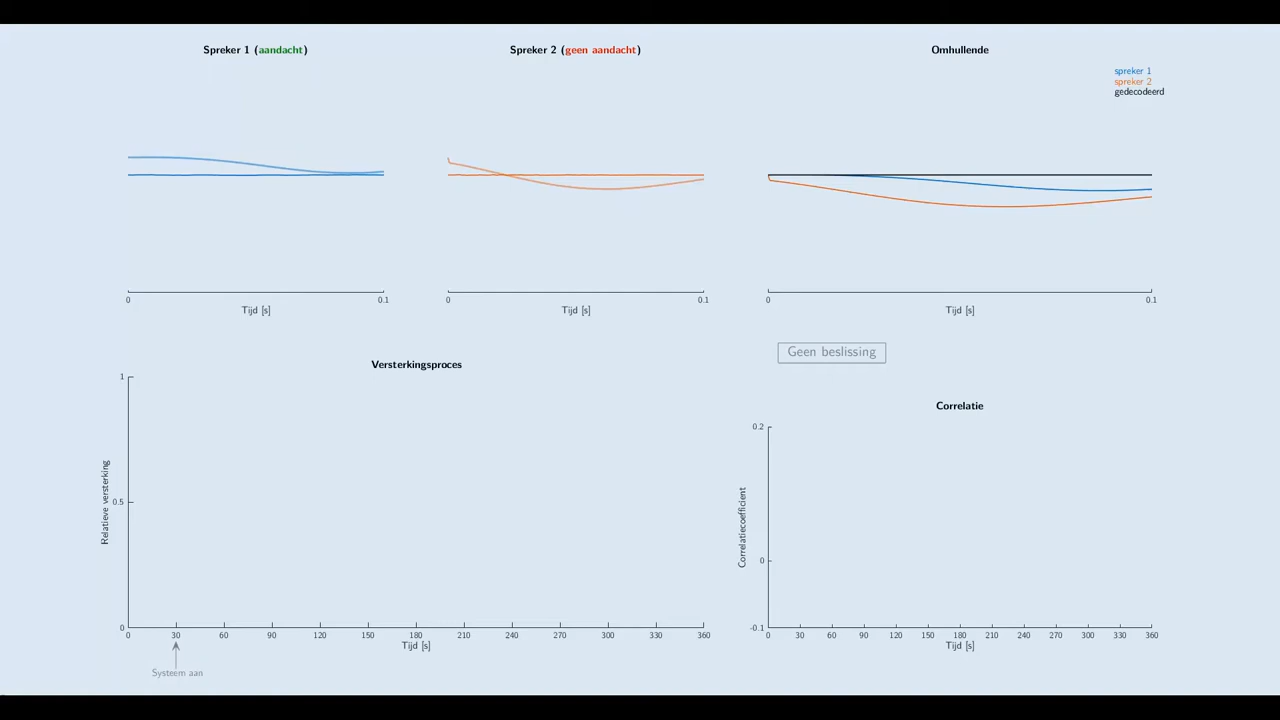 Spreker 1 (aandacht)
Spreker 2 (geen aandacht)
Omhullende
spreker 1
spreker 2
gedecodeerd
0 0.1
Tijd [s]
0 0.1
Tijd [s]
0 0.1
Tijd [s]
Geen beslissing
Versterkingsproces
1
0.5
0
Relatieve versterking
0 30 60 90 120 150 180 210 240 270 300 330 360
Tijd [s]
Systeem aan
Correlatie
0.2
0
-0.1
Correlatiecoefficient
0 30 60 90 120 150 180 210 240 270 300 330 360
Tijd [s]